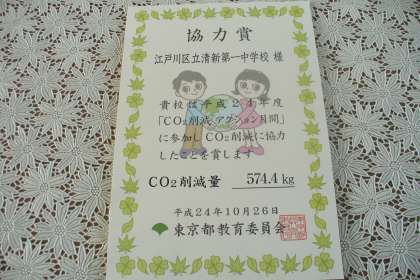 協力賞
江戸川区立清新第一中学校 様
貴校は平成24年度
「CO2削減アクション月間」
に参加しCO2削減に協力
したことを賞します
CO2削減量 574.4 kg
平成24年10月26日
東京都教育委員会